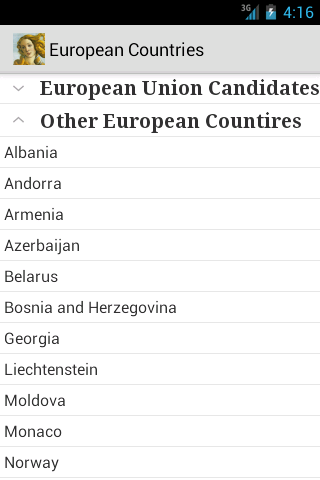 3G 4:16
European Countries
European Union Candidates
Other European Countires
Albania
Andorra
Armenia
Azerbaijan
Belarus
Bosnia and Herzegovina
Georgia
Liechtenstein
Moldova
Monaco
Norway